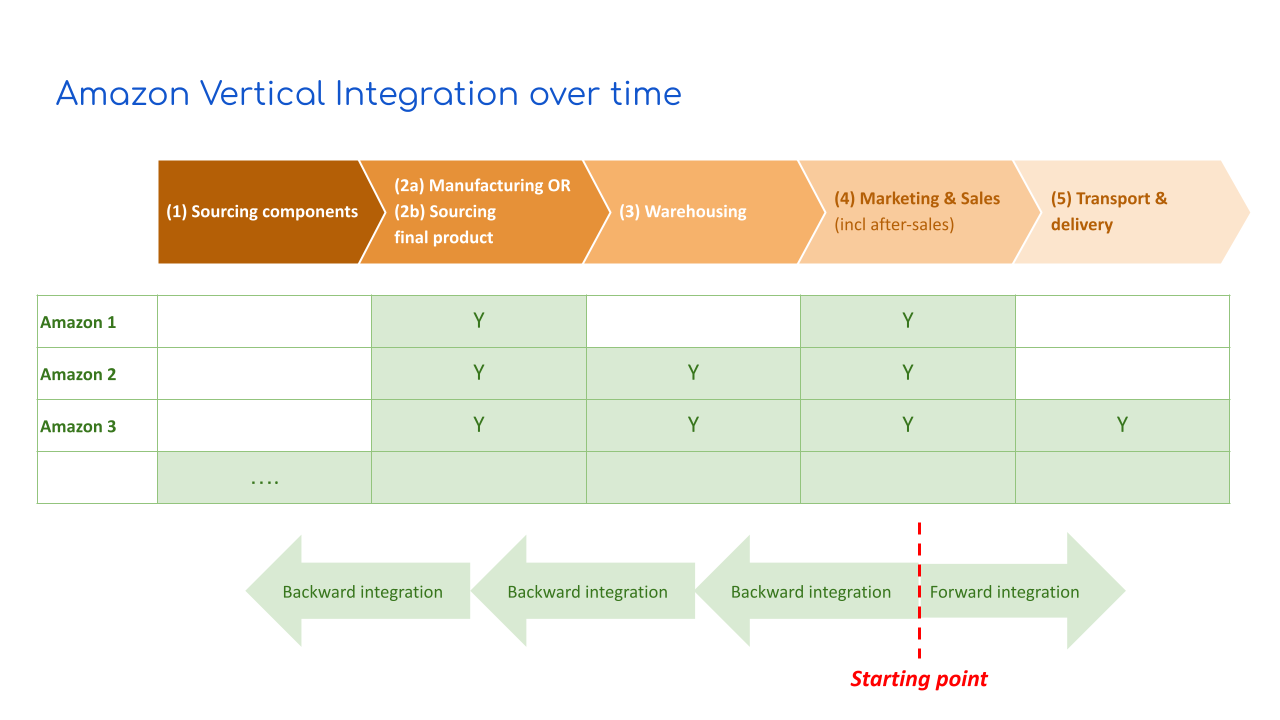 Amazon Vertical Integration over time
(1) Sourcing components
(2a) Manufacturing OR
(2b) Sourcing
final product
(3) Warehousing
(4) Marketing & Sales
(incl after-sales)
(5) Transport &
delivery
Amazon 1
Y
Y
Amazon 2
Y
Y
Y
Amazon 3
Y
Y
Y
Y
....
Backward integration
Backward integration
Backward integration
Forward integration
Starting point